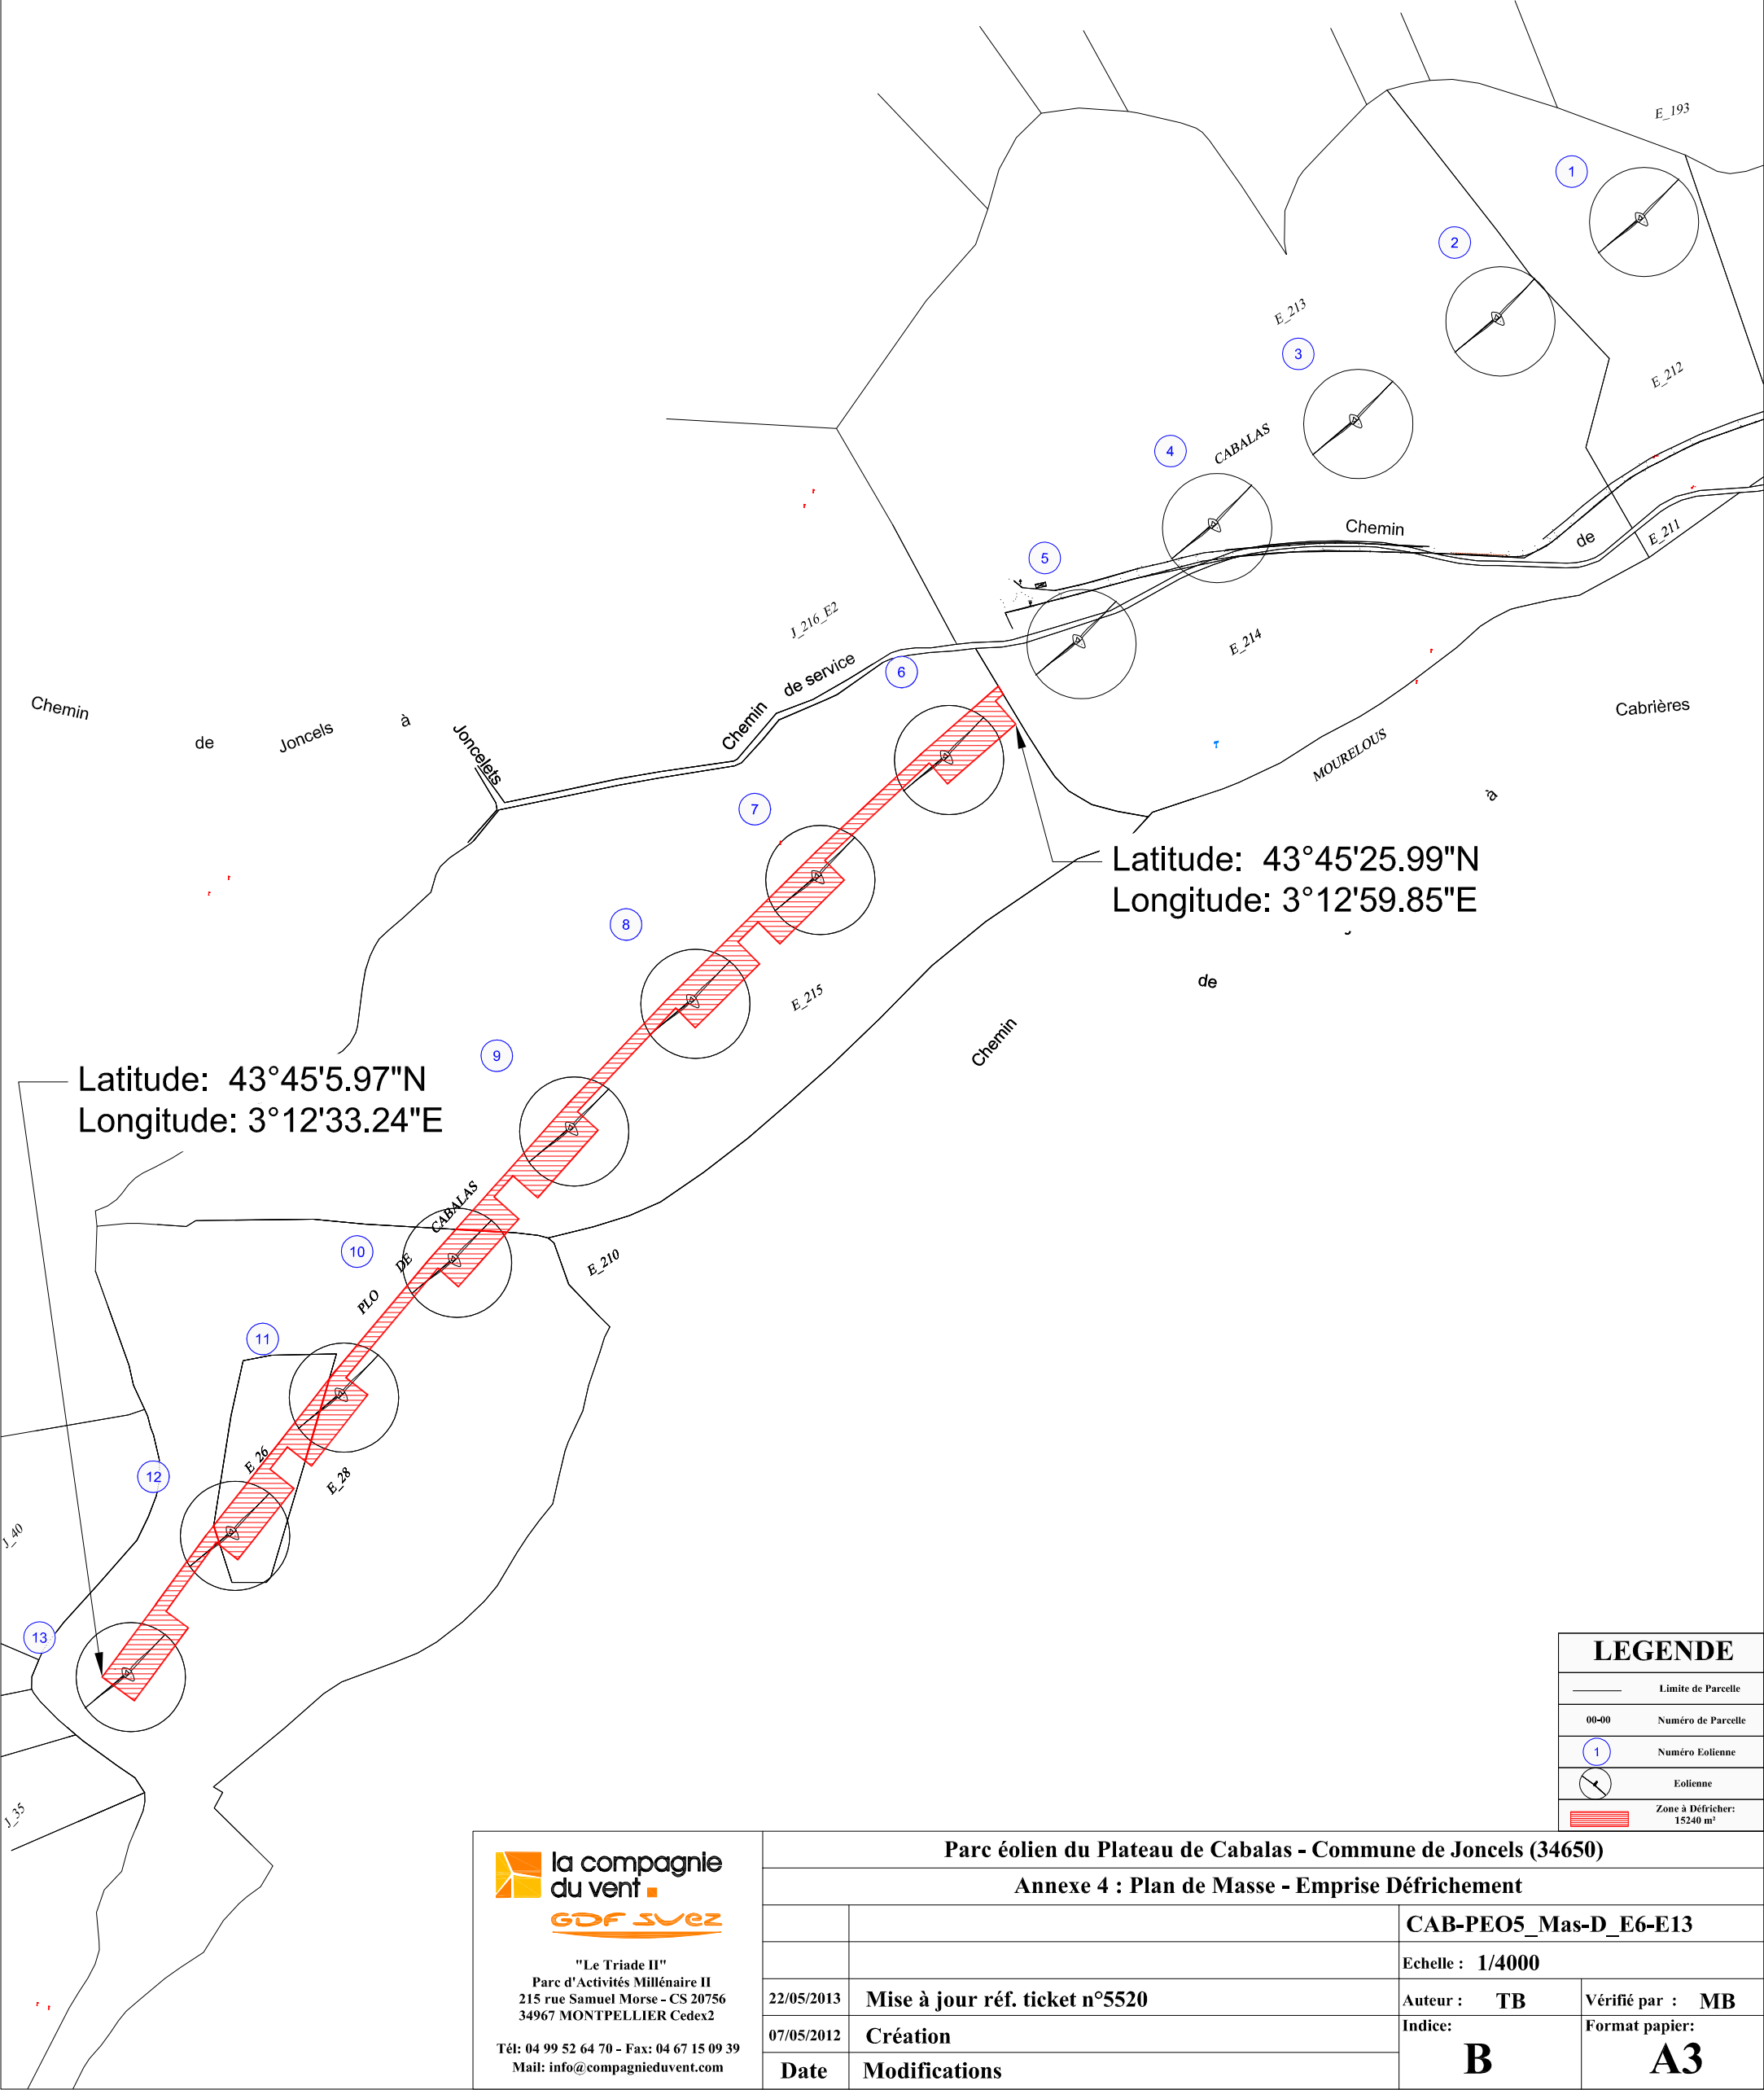 E_193
1
2
E_213
3
E_212
CABALAS
4
Chemin
de
E_211
5
J_216_E2
E_214
6
de service
Chemin
Chemin
de
Joncels
à
Joncelets
Cabrières
MOURELOUS
à
7
Latitude: 43°45'25.99"N
Longitude: 3°12'59.85"E
8
de
E_215
Chemin
9
Latitude: 43°45'5.97"N
Longitude: 3°12'33.24"E
PLO DE CABALAS
10
E_210
11
E_26
E_28
12
J_40
13
J_35
LEGENDE
Limite de Parcelle
00-00 Numéro de Parcelle
1 Numéro Eolienne
Eolienne
Zone à Défricher:
15240 m²
la compagnie
du vent
GDF SUEZ
"Le Triade II"
Parc d'Activités Millénaire II
215 rue Samuel Morse - CS 20756
34967 MONTPELLIER Cedex2
Tél: 04 99 52 64 70 - Fax: 04 67 15 09 39
Mail: info@compagnieduvent.com
Parc éolien du Plateau de Cabalas - Commune de Joncels (34650)
Annexe 4 : Plan de Masse - Emprise Défrichement
CAB-PEO5_Mas-D_E6-E13
Echelle : 1/4000
22/05/2013 Mise à jour réf. ticket n°5520
Auteur : TB Vérifié par : MB
07/05/2012 Création
Indice: B
Format papier: A3
Date Modifications